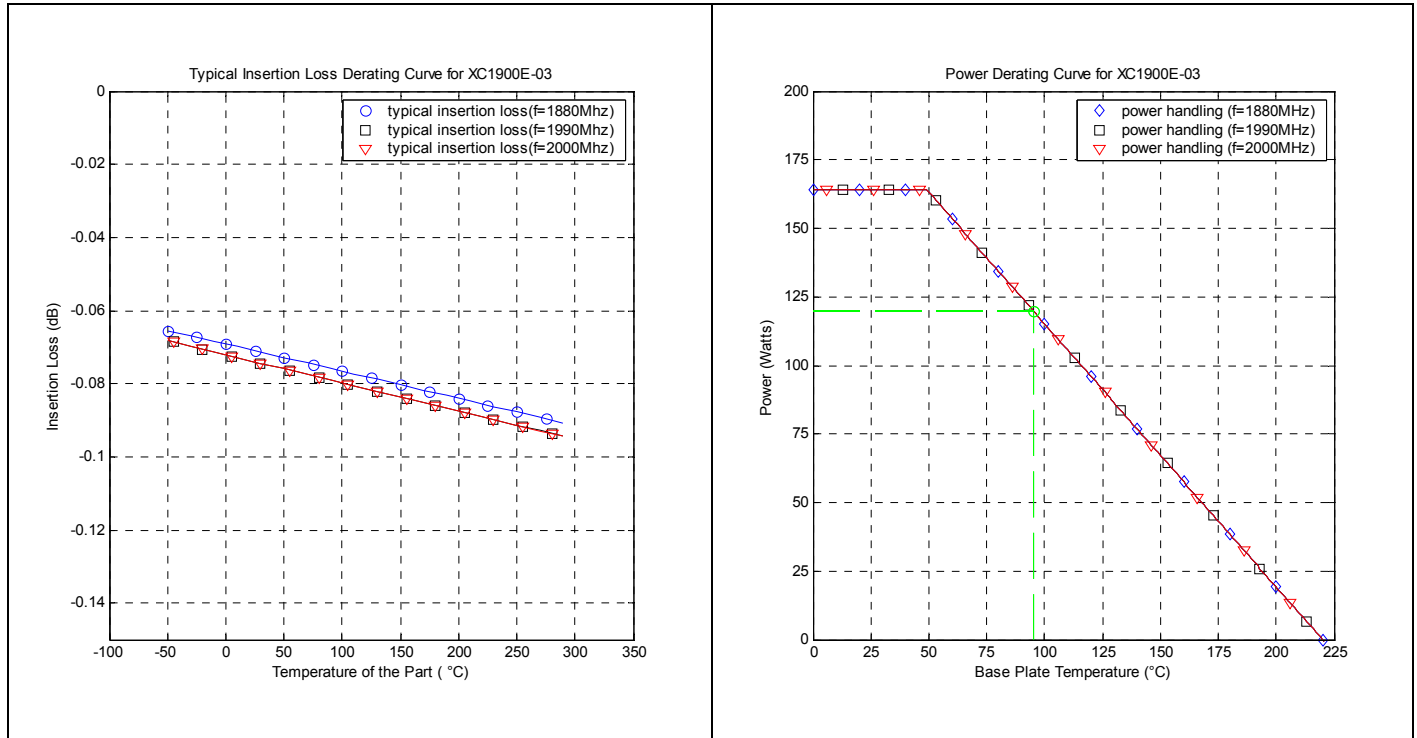 Typical Insertion Loss Derating Curve for XC1900E-03
0
-0.02
-0.04
-0.06
-0.08
-0.1
-0.12
-0.14
Insertion Loss (dB)
typical insertion loss(f=1880Mhz)
typical insertion loss(f=1990Mhz)
typical insertion loss(f=2000Mhz)
-100 -50 0 50 100 150 200 250 300 350
Temperature of the Part ( °C)
Power Derating Curve for XC1900E-03
200
175
150
125
100
75
50
25
0
Power (Watts)
power handling (f=1880MHz)
power handling (f=1990MHz)
power handling (f=2000MHz)
0 25 50 75 100 125 150 175 200 225
Base Plate Temperature (°C)